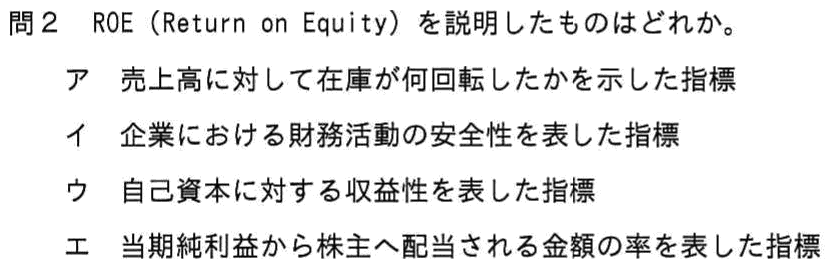 問2 ROE (Return on Equity) を説明したものはどれか。
ア 売上高に対して在庫が何回転したかを示した指標
イ 企業における財務活動の安全性を表した指標
ウ 自己資本に対する収益性を表した指標
エ 当期純利益から株主へ配当される金額の率を表した指標